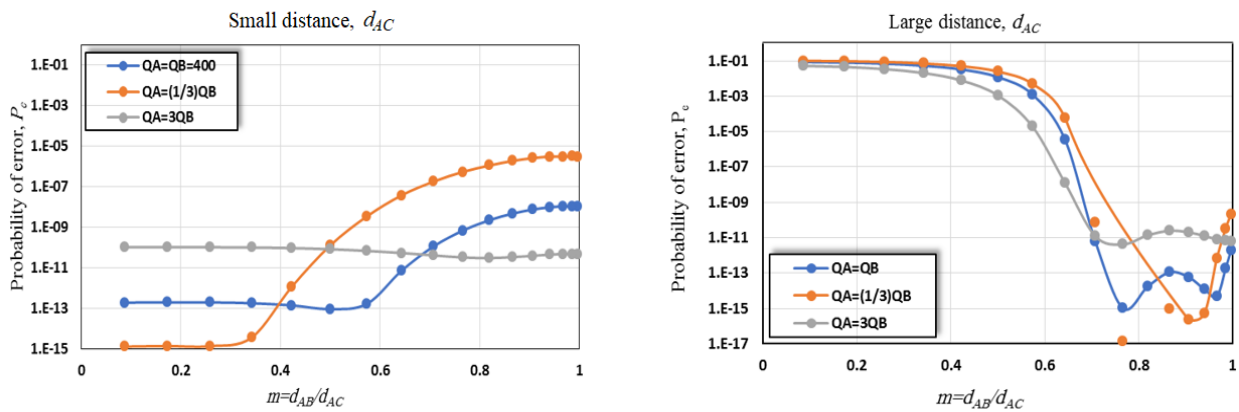 Small distance, dAC
1.E-01
1.E-03
1.E-05
1.E-07
1.E-09
1.E-11
1.E-13
1.E-15
Probability of error, Pe
QA=QB=400
QA=(1/3)QB
QA=3QB
0 0.2 0.4 0.6 0.8 1
m=dAB/dAC
Large distance, dAC
1.E-01
1.E-03
1.E-05
1.E-07
1.E-09
1.E-11
1.E-13
1.E-15
1.E-17
Probability of error, Pe
QA=QB
QA=(1/3)QB
QA=3QB
0 0.2 0.4 0.6 0.8 1
m=dAB/dAC